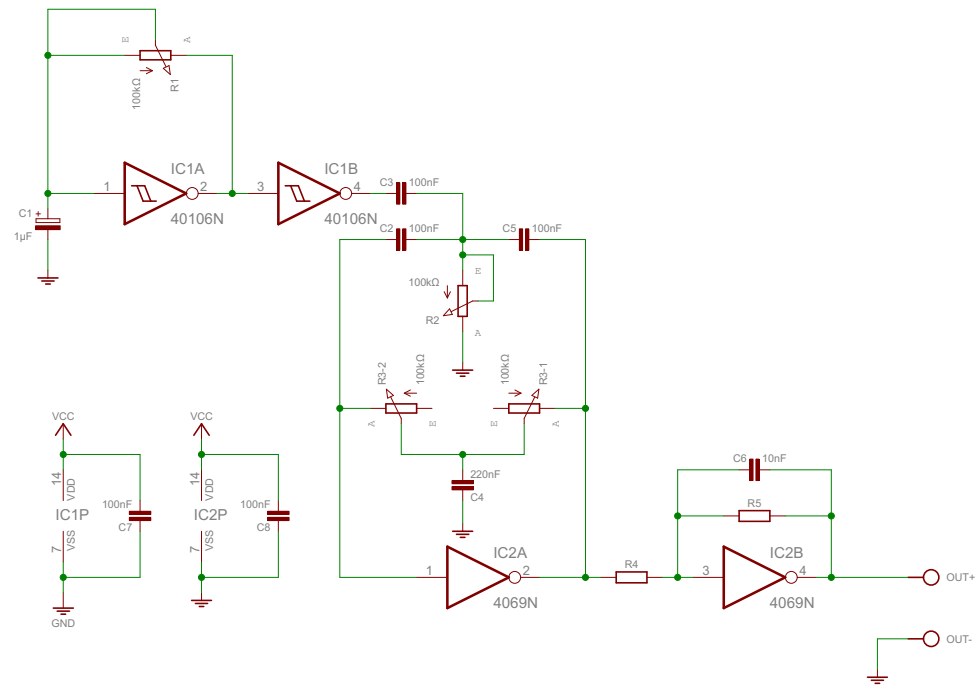 E A
100kΩ
R1
IC1A
1 2
40106N
IC1B
3 4
40106N
C1 +
1µF
C3 100nF
C2 100nF
C5 100nF
E
100kΩ
R2
A
R3-2
100kΩ
A E
100kΩ
R3-1
E A
220nF
C4
VCC
14
VDD
IC1P
7
VSS
GND
100nF
C7
VCC
14
VDD
IC2P
7
VSS
100nF
C8
IC2A
1 2
4069N
R4
C6 10nF
R5
IC2B
3 4
4069N
OUT+
OUT-